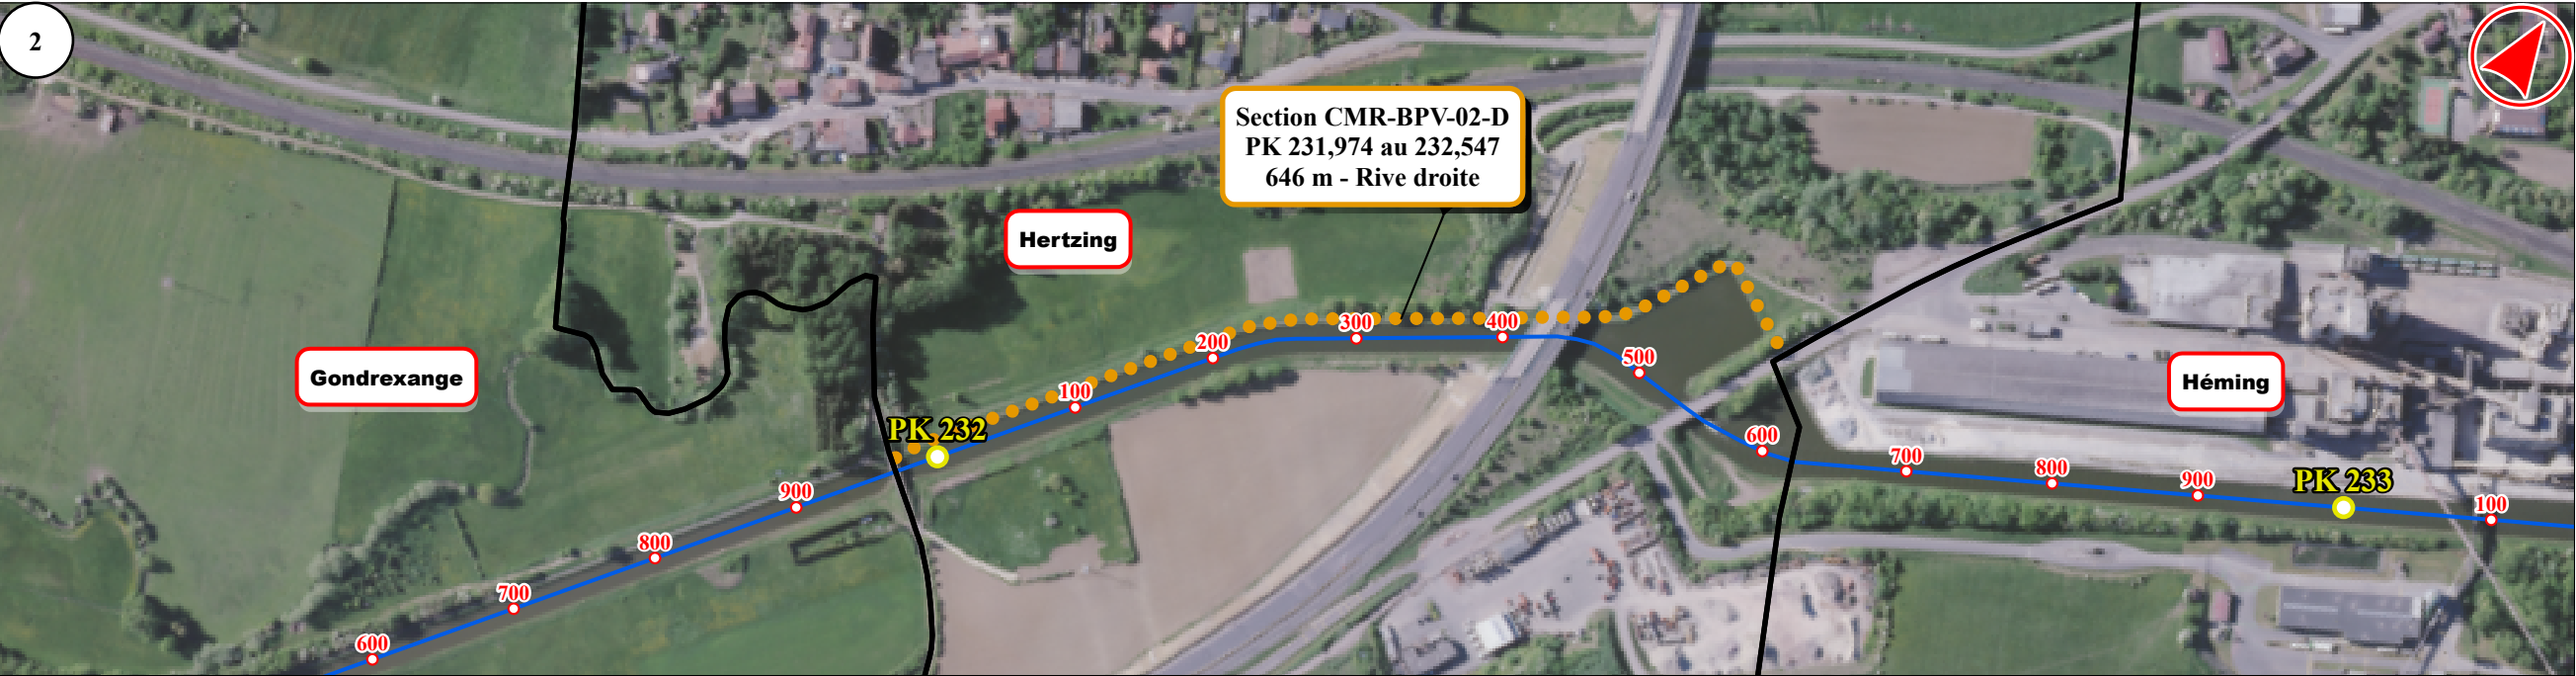 2
Section CMR-BPV-02-D
PK 231,974 au 232,547
646 m - Rive droite
Hertzing
Gondrexange
Héming
600
700
800
900
PK 232
100
200
300
400
500
600
700
800
900
PK 233
100